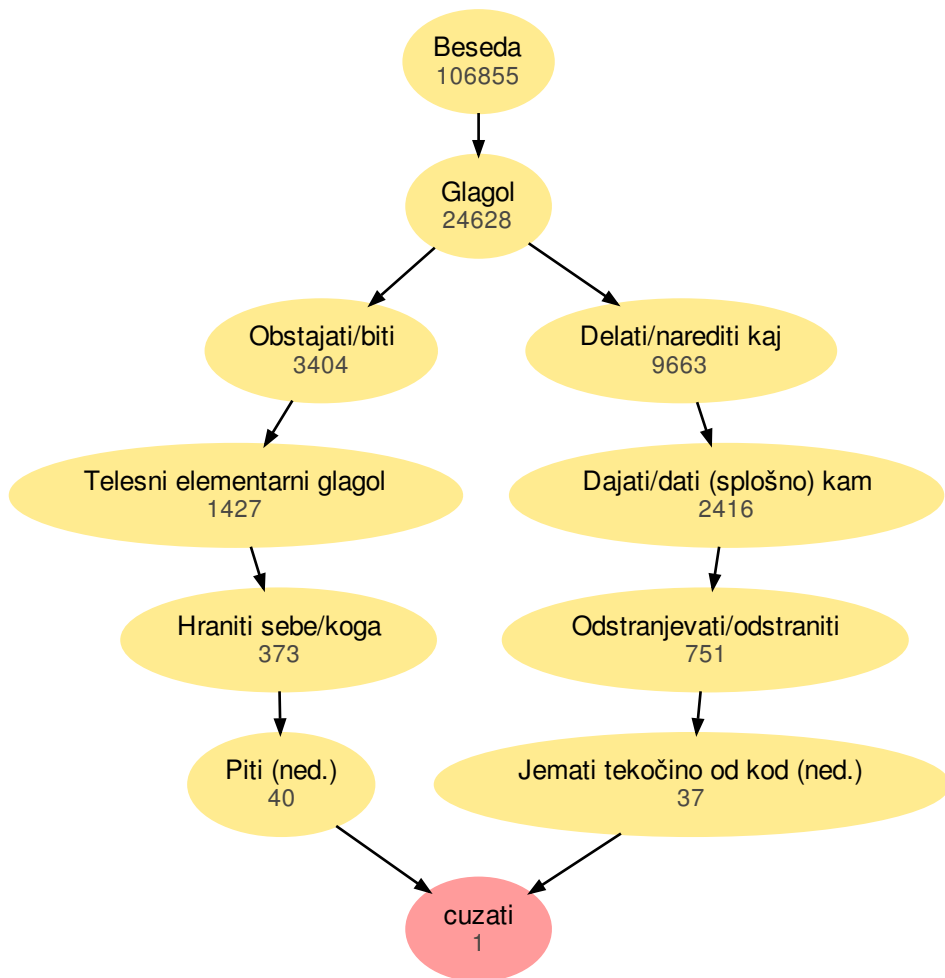 Beseda
106855
Glagol
24628
Obstajati/biti
3404
Delati/narediti kaj
9663
Telesni elementarni glagol
1427
Dajati/dati (splošno) kam
2416
Hraniti sebe/koga
373
Odstranjevati/odstraniti
751
Piti (ned.)
40
Jemati tekočino od kod (ned.)
37
cuzati
1